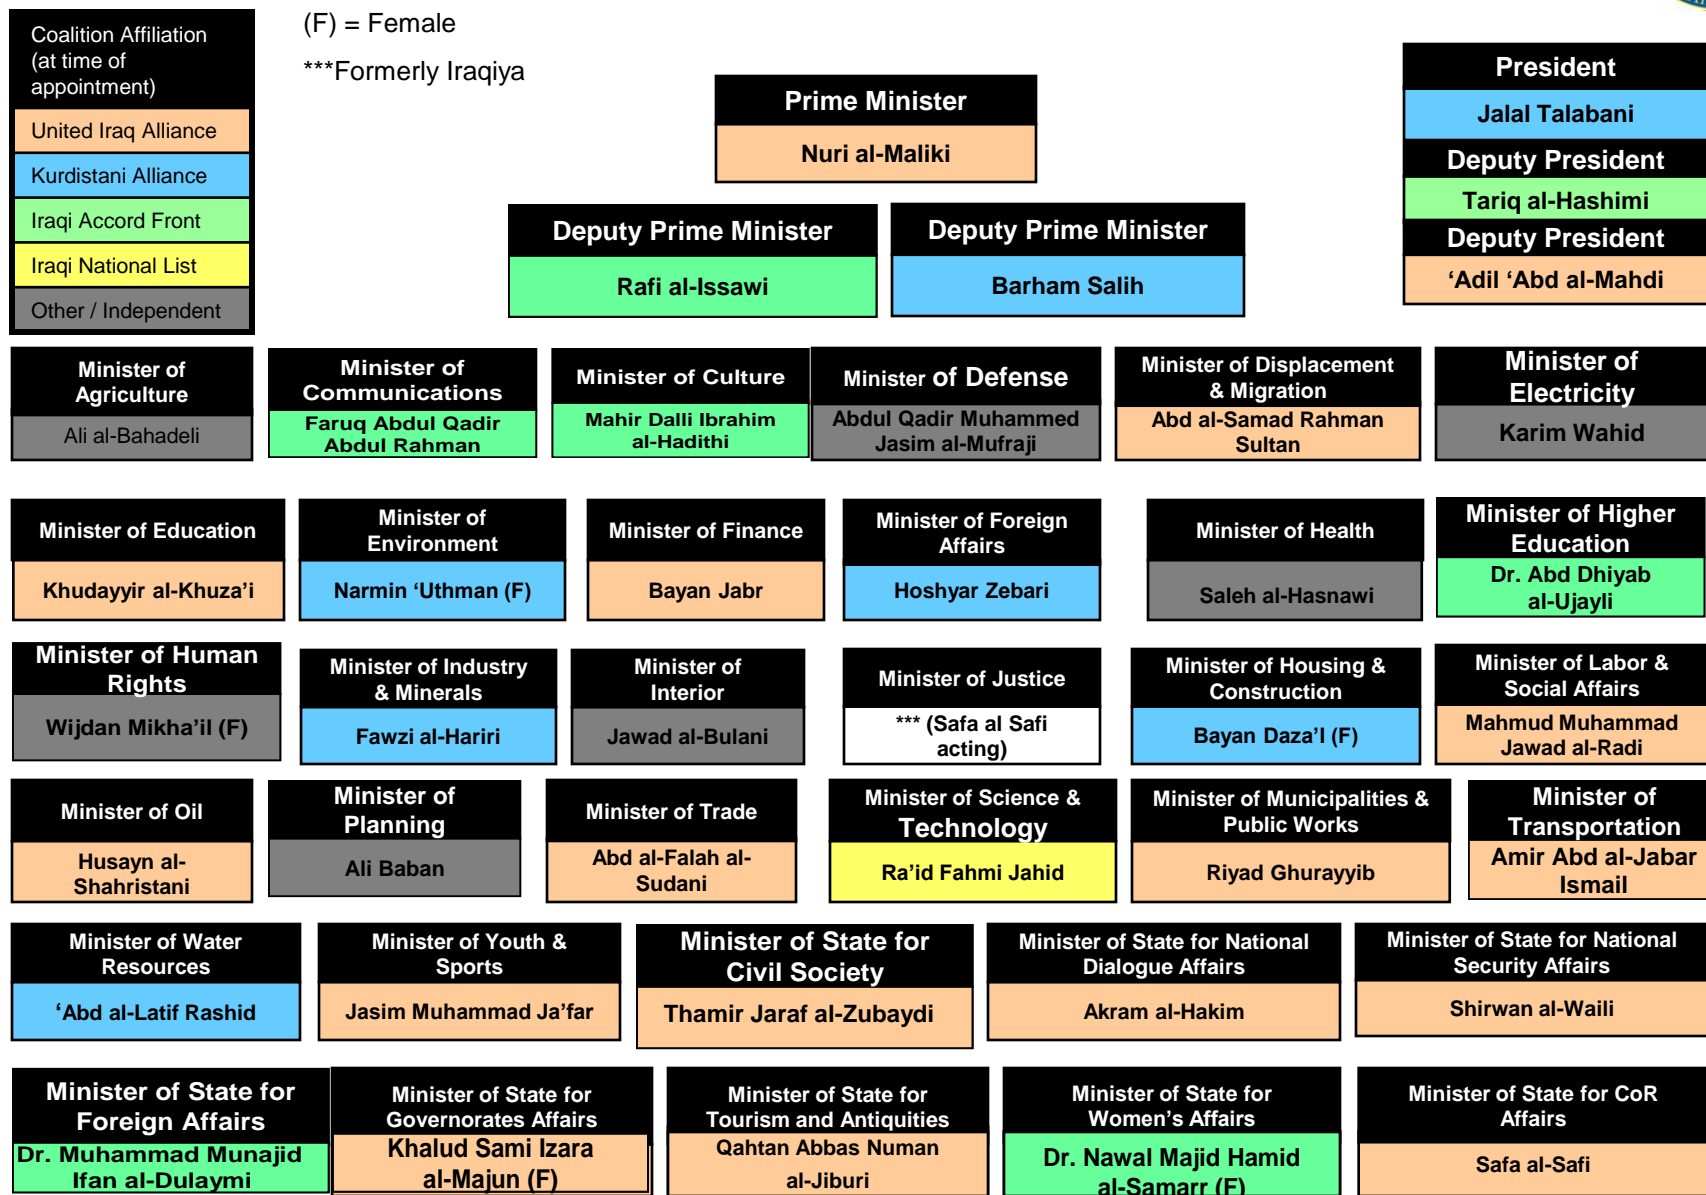 Coalition Affiliation
(at time of
appointment)
United Iraq Alliance
Kurdistani Alliance
Iraqi Accord Front
Iraqi National List
Other / Independent
(F) = Female
***Formerly Iraqiya
Prime Minister
Nuri al-Maliki
Deputy Prime Minister
Rafi al-Issawi
Deputy Prime Minister
Barham Salih
President
Jalal Talabani
Deputy President
Tariq al-Hashimi
Deputy President
‘Adil ‘Abd al-Mahdi
Minister of
Agriculture
Ali al-Bahadeli
Minister of
Communications
Faruq Abdul Qadir
Abdul Rahman
Minister of Culture
Mahir Dalli Ibrahim
al-Hadithi
Minister of Defense
Abdul Qadir Muhammed
Jasim al-Mufraji
Minister of Displacement
& Migration
Abd al-Samad Rahman
Sultan
Minister of
Electricity
Karim Wahid
Minister of Education
Khudayyir al-Khuza’i
Minister of
Environment
Narmin ‘Uthman (F)
Minister of Finance
Bayan Jabr
Minister of Foreign
Affairs
Hoshyar Zebari
Minister of Health
Saleh al-Hasnawi
Minister of Higher
Education
Dr. Abd Dhiyab
al-Ujayli
Minister of Human
Rights
Wijdan Mikha’il (F)
Minister of Industry
& Minerals
Fawzi al-Hariri
Minister of
Interior
Jawad al-Bulani
Minister of Justice
*** (Safa al Safi
acting)
Minister of Housing &
Construction
Bayan Daza’I (F)
Minister of Labor &
Social Affairs
Mahmud Muhammad
Jawad al-Radi
Minister of Oil
Husayn al-
Shahristani
Minister of
Planning
Ali Baban
Minister of Trade
Abd al-Falah al-
Sudani
Minister of Science &
Technology
Ra’id Fahmi Jahid
Minister of Municipalities &
Public Works
Riyad Ghurayyib
Minister of
Transportation
Amir Abd al-Jabar
Ismail
Minister of Water
Resources
‘Abd al-Latif Rashid
Minister of Youth &
Sports
Jasim Muhammad Ja’far
Minister of State for
Civil Society
Thamir Jaraf al-Zubaydi
Minister of State for National
Dialogue Affairs
Akram al-Hakim
Minister of State for National
Security Affairs
Shirwan al-Waili
Minister of State for
Foreign Affairs
Dr. Muhammad Munajid
Ifan al-Dulaymi
Minister of State for
Governorates Affairs
Khalud Sami Izara
al-Majun (F)
Minister of State for
Tourism and Antiquities
Qahtan Abbas Numan
al-Jiburi
Minister of State for
Women’s Affairs
Dr. Nawal Majid Hamid
al-Samarr (F)
Minister of State for CoR
Affairs
Safa al-Safi